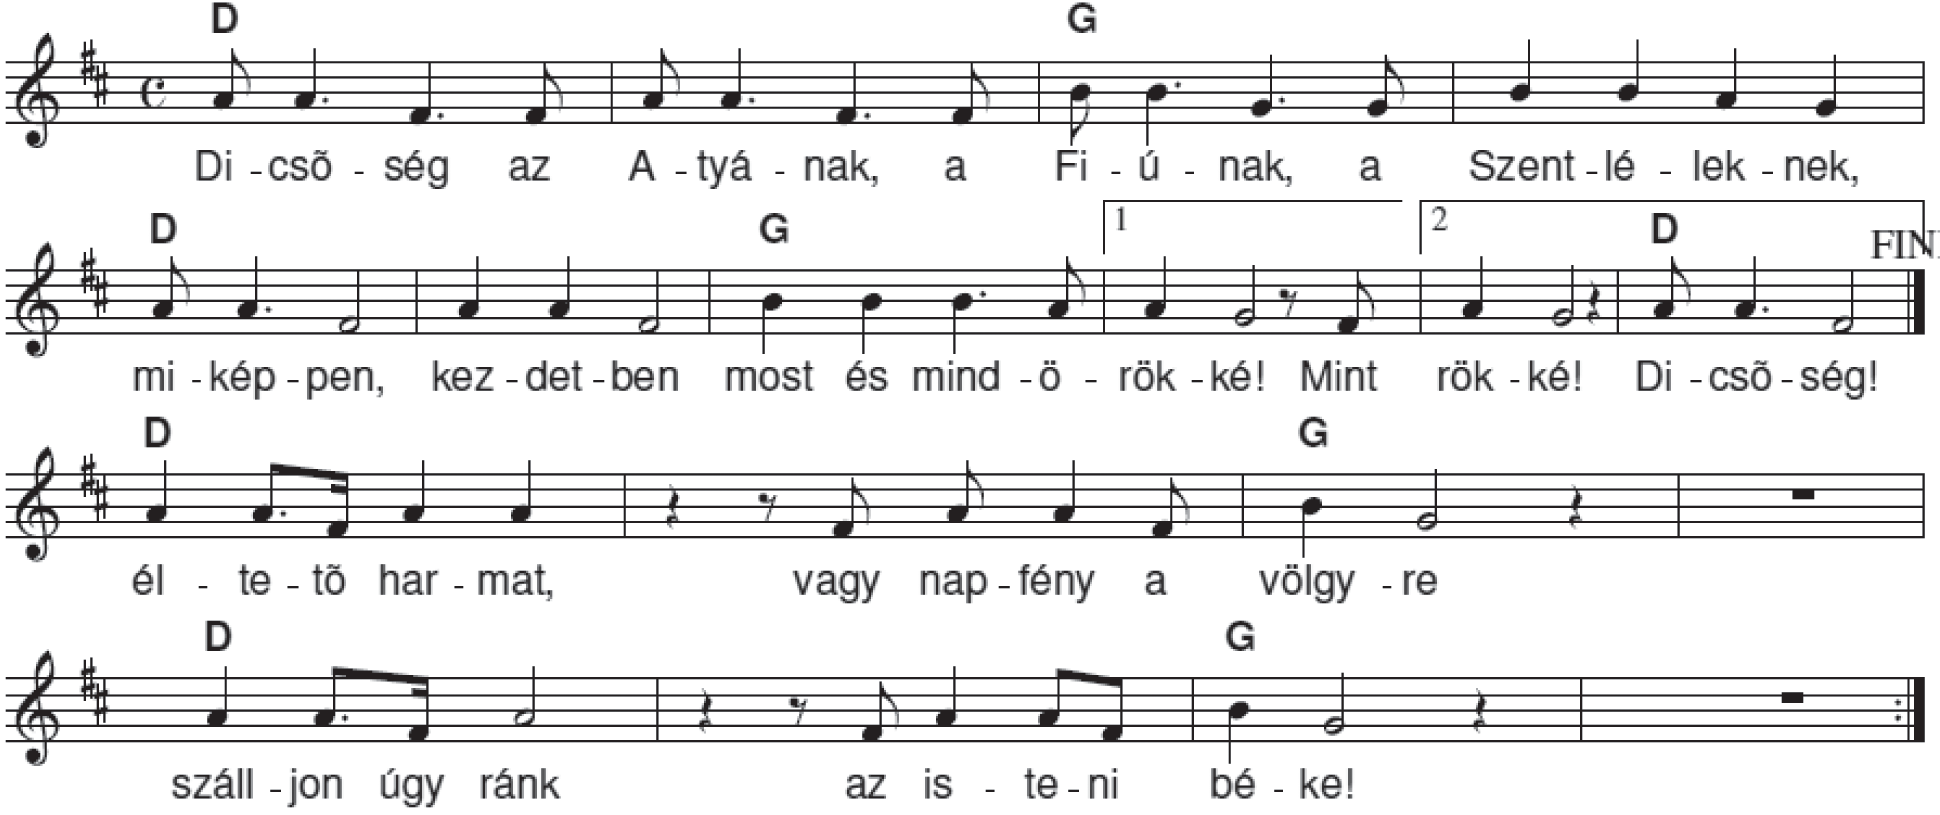 D G
Di - csõ - ség az A - tyá - nak, a Fi - ú - nak, a Szent - lé - lek - nek,
D G 1 2 D FINE
mi - kép - pen, kez - det - ben most és mind - ö - rök - ké! Mint rök - ké! Di - csõ - ség!
D G
él - te - tõ har - mat, vagy nap - fény a völgy - re
D G
száll - jon úgy ránk az is - te - ni bé - ke!